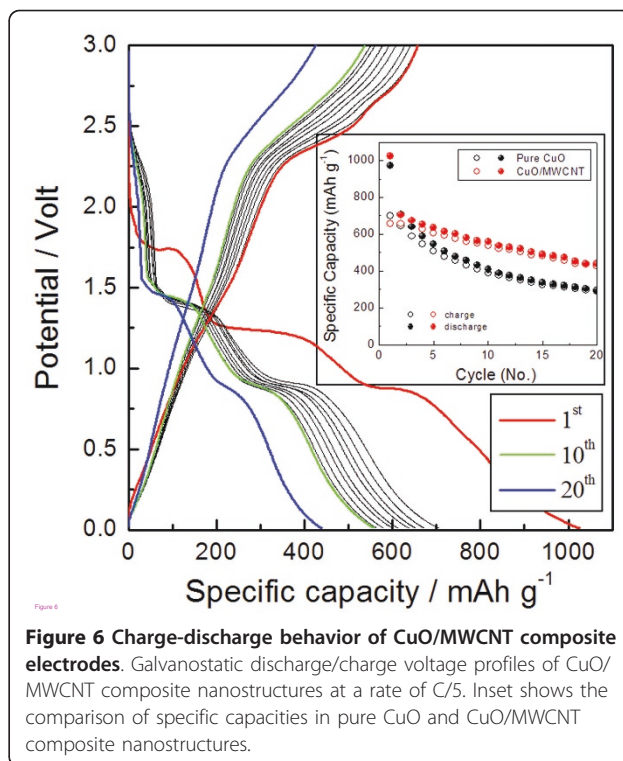 3.0
2.5
2.0
1.5
1.0
0.5
0.0
Potential / Volt
0 200 400 600 800 1000
Specific capacity / mAh g-1
1000
800
600
400
200
0
Specific Capacity (mAh g-1)
Pure CuO
CuO/MWCNT
charge
discharge
0 5 10 15 20
Cycle (No.)
1st
10th
20th
Figure 6
Figure 6 Charge-discharge behavior of CuO/MWCNT composite
electrodes. Galvanostatic discharge/charge voltage profiles of CuO/
MWCNT composite nanostructures at a rate of C/5. Inset shows the
comparison of specific capacities in pure CuO and CuO/MWCNT
composite nanostructures.